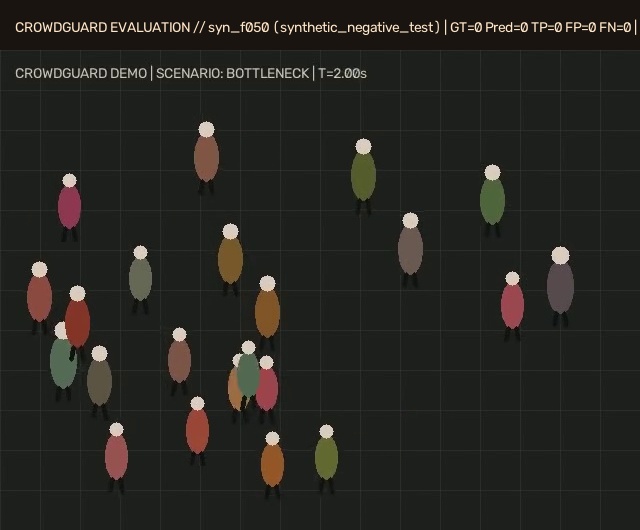 CROWDGUARD EVALUATION // syn_f050 (synthetic_negative_test) | GT=0 Pred=0 TP=0 FP=0 FN=0 |
CROWDGUARD DEMO | SCENARIO: BOTTLENECK | T=2.00s